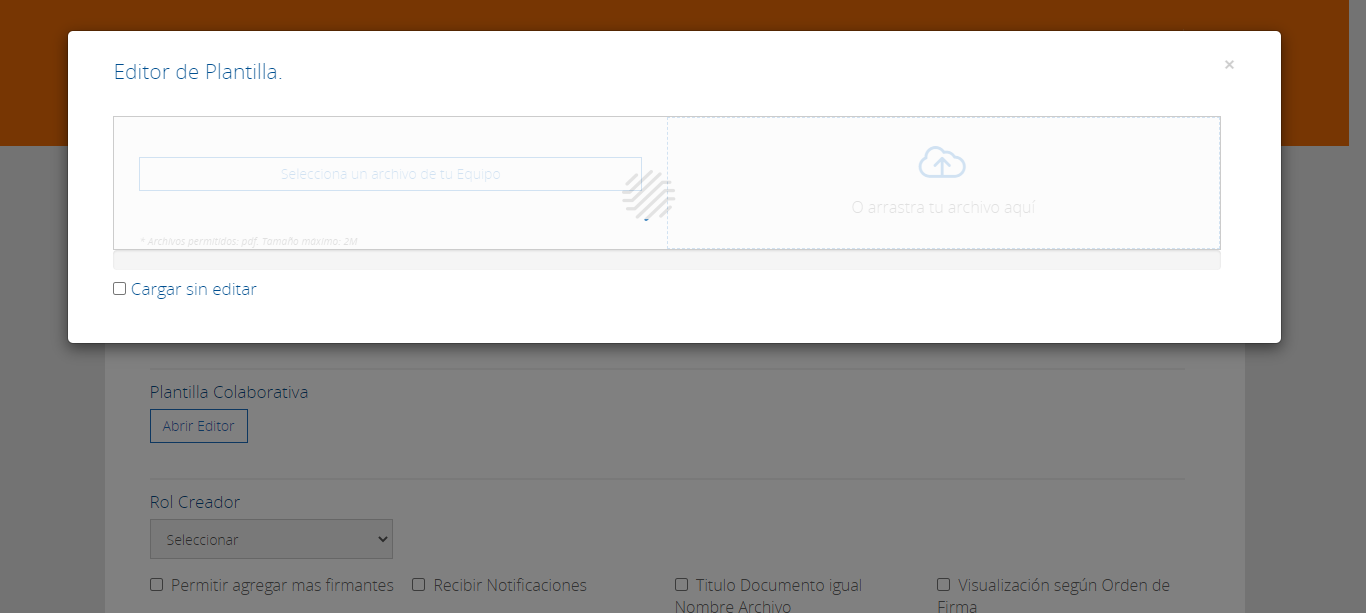 Editor de Plantilla.
×
Selecciona un archivo de tu Equipo
O arrastra tu archivo aquí
* Archivos permitidos: pdf. Tamaño maximo: 2M
Cargar sin editar
Plantilla Colaborativa
Abrir Editor
Rol Creador
Seleccionar
Permitir agregar mas firmantes
Recibir Notificaciones
Titulo Documento igual
Nombre Archivo
Visualización según Orden de
Firma